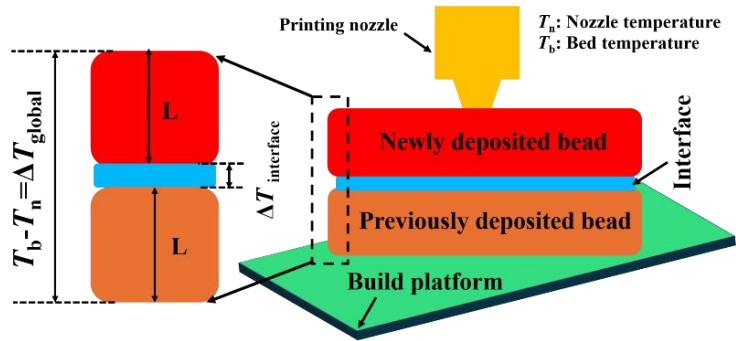 Printing nozzle
Tn: Nozzle temperature
Tb: Bed temperature
Tb-Tn=ΔTglobal
L
L
ΔTinterface
Newly deposited bead
Previously deposited bead
Interface
Build platform